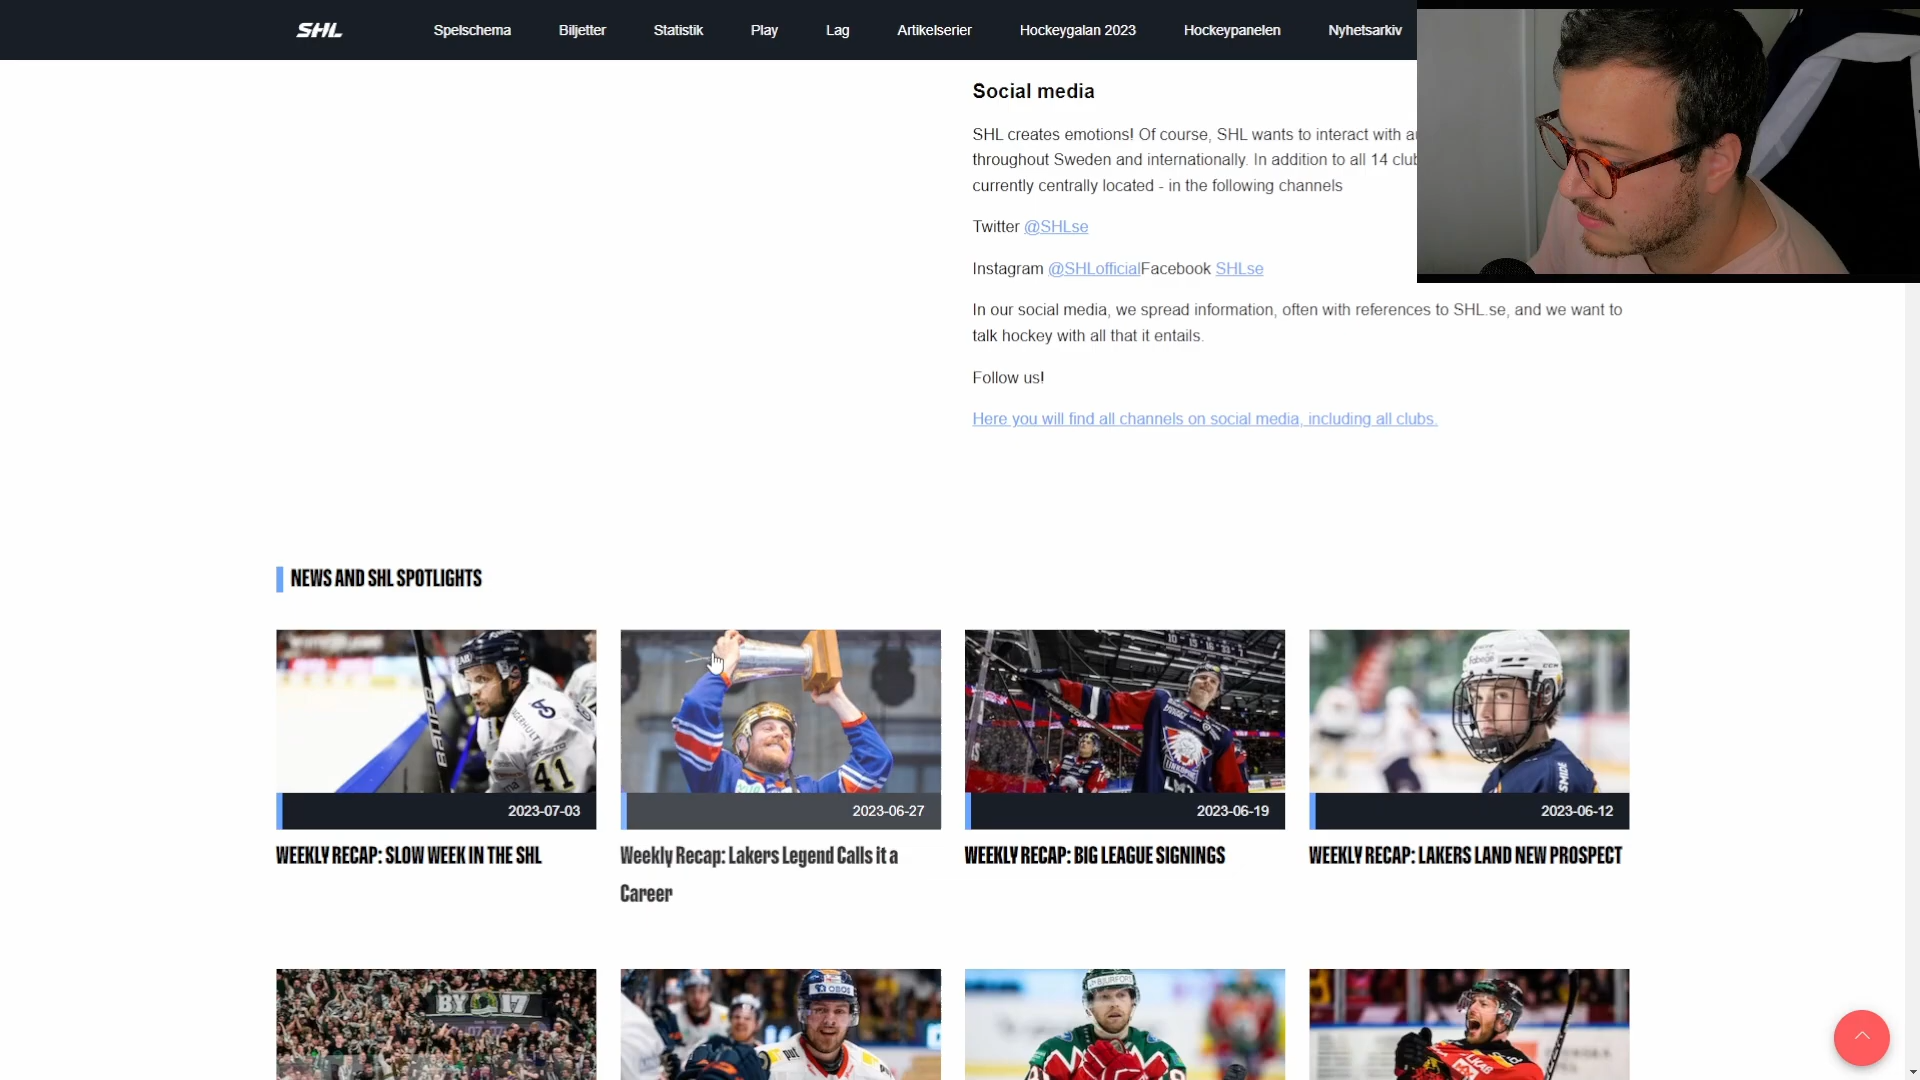 SHL Spelschema Biljetter Statistik Play Lag Artikelserier Hockeygalan 2023 Hockeypanelen Nyhetsarkiv
Social media
SHL creates emotions! Of course, SHL wants to interact with
throughout Sweden and internationally. In addition to all 14
currently centrally located - in the following channels
Twitter @SHLse
Instagram @SHLofficialFacebook SHLse
In our social media, we spread information, often with references to SHL.se, and we want to
talk hockey with all that it entails.
Follow us!
Here you will find all channels on social media, including all clubs.
NEWS AND SHL SPOTLIGHTS
BAUER
41
2023-07-03
WEEKLY RECAP: SLOW WEEK IN THE SHL
2023-06-27
Weekly Recap: Lakers Legend Calls it a
Career
2023-06-19
WEEKLY RECAP: BIG LEAGUE SIGNINGS
2023-06-12
WEEKLY RECAP: LAKERS LAND NEW PROSPECT